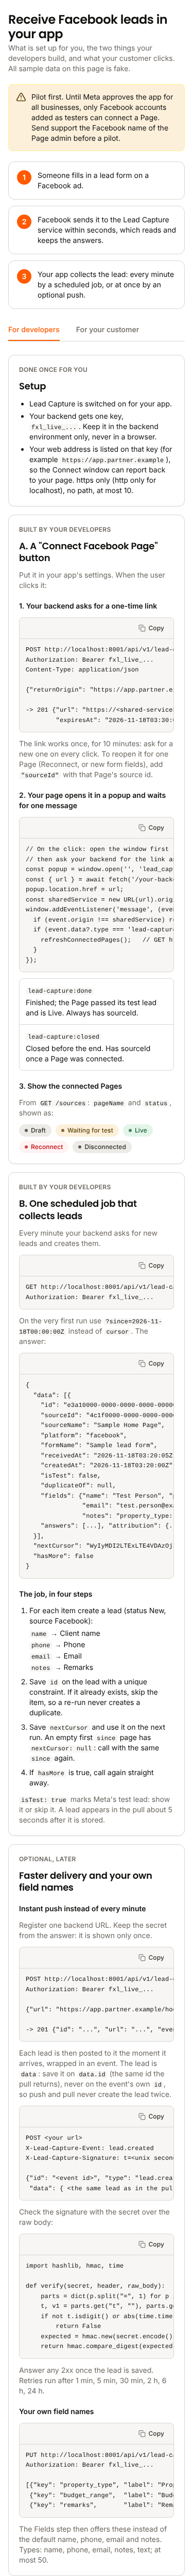 Receive Facebook leads in
your app
What is set up for you, the two things your
developers build, and what your customer clicks.
All sample data on this page is fake.
Pilot first. Until Meta approves the app for
all businesses, only Facebook accounts
added as testers can connect a Page.
Send support the Facebook name of the
Page admin before a pilot.
1 Someone fills in a lead form on a
Facebook ad.
2 Facebook sends it to the Lead Capture
service within seconds, which reads and
keeps the answers.
3 Your app collects the lead: every minute
by a scheduled job, or at once by an
optional push.
For developers For your customer
DONE ONCE FOR YOU
Setup
• Lead Capture is switched on for your app.
• Your backend gets one key,
fxl_live_.... Keep it in the backend
environment only, never in a browser.
• Your web address is listed on that key (for
example https://app.partner.example),
so the Connect window can report back
to your page. https only (http only for
localhost), no path, at most 10.
BUILT BY YOUR DEVELOPERS
A. A "Connect Facebook Page"
button
Put it in your app's settings. When the user
clicks it:
1. Your backend asks for a one-time link
Copy
POST http://localhost:8001/api/v1/lead-
Authorization: Bearer fxl_live_...
Content-Type: application/json
{"returnOrigin": "https://app.partner.e
-> 201 {"url": "https://<shared-service
"expiresAt": "2026-11-18T03:30:0
The link works once, for 10 minutes: ask for a
new one on every click. To reopen it for one
Page (Reconnect, or new form fields), add
"sourceId" with that Page's source id.
2. Your page opens it in a popup and waits
for one message
Copy
// On the click: open the window first
// then ask your backend for the link a
const popup = window.open('', 'lead_cap
const { url } = await fetch('/your-back
popup.location.href = url;
const sharedService = new URL(url).orig
window.addEventListener('message', (eve
if (event.origin !== sharedService) r
if (event.data?.type === 'lead-captur
refreshConnectedPages(); // GET h
}
});
lead-capture:done
Finished; the Page passed its test lead
and is Live. Always has sourceId.
lead-capture:closed
Closed before the end. Has sourceId
once a Page was connected.
3. Show the connected Pages
From GET /sources: pageName and status,
shown as:
Draft Waiting for test Live
Reconnect Disconnected
BUILT BY YOUR DEVELOPERS
B. One scheduled job that
collects leads
Every minute your backend asks for new
leads and creates them.
Copy
GET http://localhost:8001/api/v1/lead-ca
Authorization: Bearer fxl_live_...
On the very first run use ?since=2026-11-
18T00:00:00Z instead of cursor. The
answer:
Copy
{
"data": [{
"id": "e3a10000-0000-0000-0000-0000
"sourceId": "4c1f0000-0000-0000-000
"sourceName": "Sample Home Page",
"platform": "facebook",
"formName": "Sample lead form",
"receivedAt": "2026-11-18T03:20:05Z
"createdAt": "2026-11-18T03:20:00Z"
"isTest": false,
"duplicateOf": null,
"fields": {"name": "Test Person", "
"email": "test.person@ex
"notes": "property_type:
"answers": [...], "attribution": {.
}],
"nextCursor": "WyIyMDI2LTExLTE4VDAzOj
"hasMore": false
}
The job, in four steps
1. For each item create a lead (status New,
source Facebook):
name → Client name
phone → Phone
email → Email
notes → Remarks
2. Save id on the lead with a unique
constraint. If it already exists, skip the
item, so a re-run never creates a
duplicate.
3. Save nextCursor and use it on the next
run. An empty first since page has
nextCursor: null: call with the same
since again.
4. If hasMore is true, call again straight
away.
isTest: true marks Meta's test lead: show
it or skip it. A lead appears in the pull about 5
seconds after it is stored.
OPTIONAL, LATER
Faster delivery and your own
field names
Instant push instead of every minute
Register one backend URL. Keep the secret
from the answer: it is shown only once.
Copy
POST http://localhost:8001/api/v1/lead-
Authorization: Bearer fxl_live_...
{"url": "https://app.partner.example/ho
-> 201 {"id": "...", "url": "...", "eve
Each lead is then posted to it the moment it
arrives, wrapped in an event. The lead is
data: save it on data.id (the same id the
pull returns), never on the event's own id,
so push and pull never create the lead twice.
Copy
POST <your url>
X-Lead-Capture-Event: lead.created
X-Lead-Capture-Signature: t=<unix secon
{"id": "<event id>", "type": "lead.crea
"data": { <the same lead as in the pul
Check the signature with the secret over the
raw body:
Copy
import hashlib, hmac, time
def verify(secret, header, raw_body):
parts = dict(p.split("=", 1) for p
t, v1 = parts.get("t", ""), parts.g
if not t.isdigit() or abs(time.time
return False
expected = hmac.new(secret.encode()
return hmac.compare_digest(expected
Answer any 2xx once the lead is saved.
Retries run after 1 min, 5 min, 30 min, 2 h, 6
h, 24 h.
Your own field names
Copy
PUT http://localhost:8001/api/v1/lead-c
[{"key": "property_type", "label": "Pro
{"key": "budget_range", "label": "Bud
{"key": "remarks", "label": "Rem
The Fields step then offers these instead of
the default name, phone, email and notes.
Types: name, phone, email, notes, text; at
most 50.